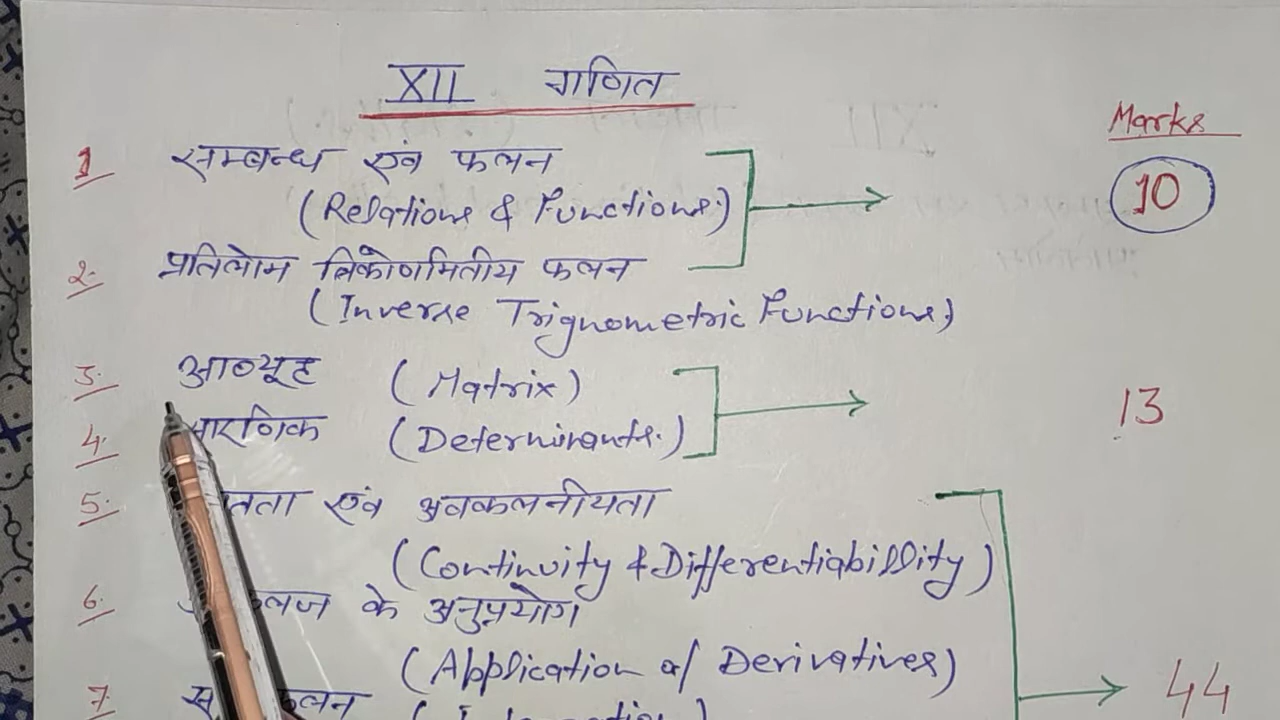 XII गणित
Marks
1 सम्बन्ध एवं फलन
(Relations & Functions.) 10
2. प्रतिलोम त्रिकोणमितीय फलन
(Inverse Trignometric Functions.)
3. आव्यूह (Matrix)
13
4. (Determinants.)
5. एवं अवकलनीयता
(Continuity & Differentiability)
6. के अनुप्रयोग
(Application of Derivatives)
44
7.